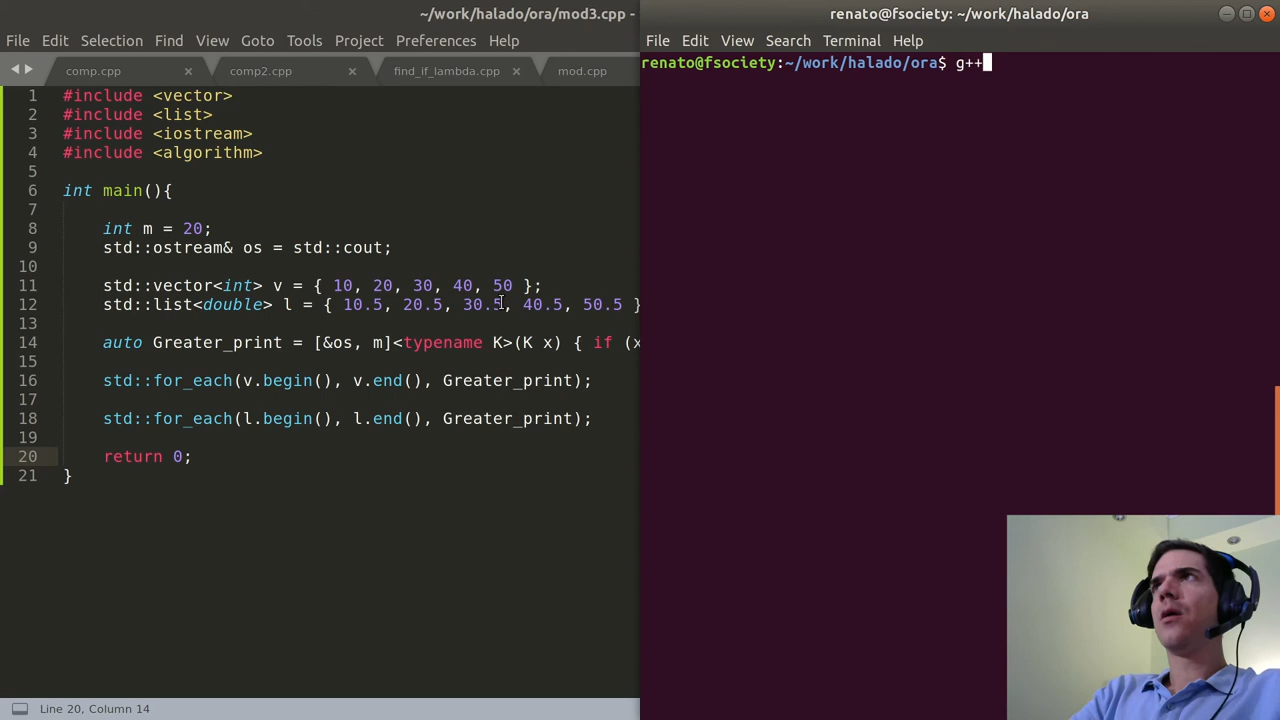 ~/work/halado/ora/mod3.cpp -
File Edit Selection Find View Goto Tools Project Preferences Help
comp.cpp × comp2.cpp × find_if_lambda.cpp × mod.cpp
1 #include <vector>
2 #include <list>
3 #include <iostream>
4 #include <algorithm>
5
6 int main(){
7
8 int m = 20;
9 std::ostream& os = std::cout;
10
11 std::vector<int> v = { 10, 20, 30, 40, 50 };
12 std::list<double> l = { 10.5, 20.5, 30.5, 40.5, 50.5 }
13
14 auto Greater_print = [&os, m]<typename K>(K x) { if (x
15
16 std::for_each(v.begin(), v.end(), Greater_print);
17
18 std::for_each(l.begin(), l.end(), Greater_print);
19
20 return 0;
21 }
Line 20, Column 14
renato@fsociety: ~/work/halado/ora
File Edit View Search Terminal Help
renato@fsociety:~/work/halado/ora$ g++